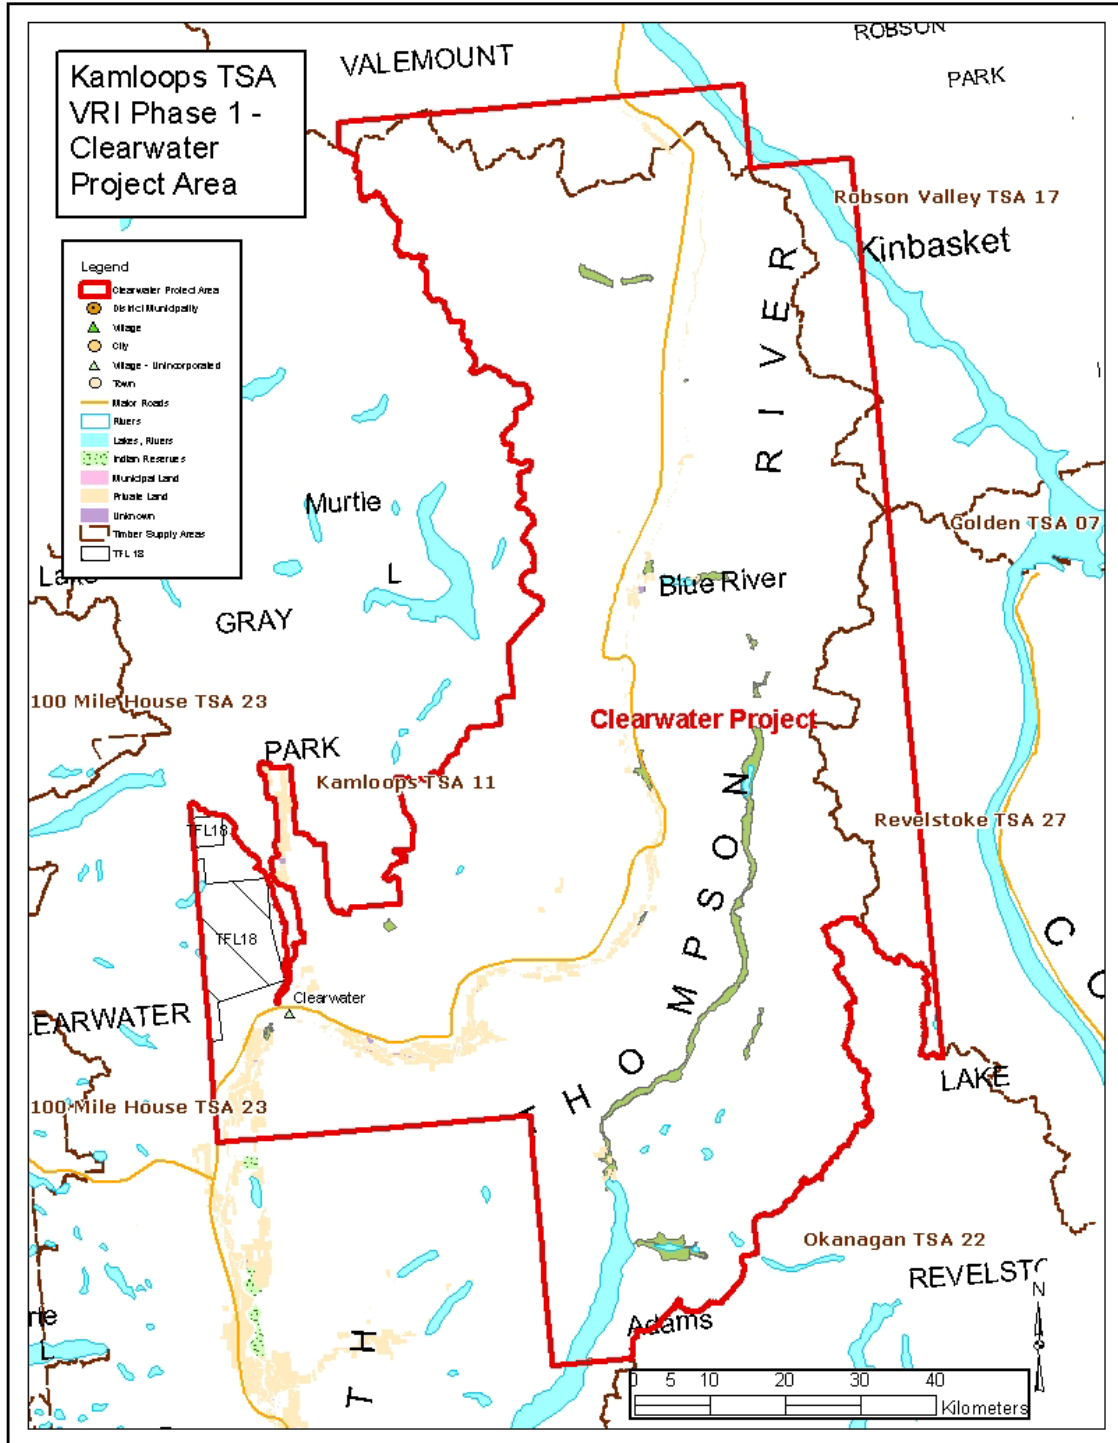 Kamloops TSA
VRI Phase 1 -
Clearwater
Project Area
VALEMOUNT
ROBSON
PARK
Legend
Clearwater Project Area
District Municipality
Village
City
Village - Unincorporated
Town
Major Roads
Rivers
Lakes, Rivers
Indian Reserves
Municipal Land
Private Land
Unknown
Timber Supply Areas
TFL 18
Robson Valley TSA 17
Kinbasket
RIVER
Murtle
L
Golden TSA 07
Lake
Blue River
GRAY
100 Mile House TSA 23
Clearwater Project
PARK
Kamloops TSA 11
TFL18
Revelstoke TSA 27
THOMPSON
TFL18
C
O
Clearwater
LEARWATER
LAKE
100 Mile House TSA 23
Okanagan TSA 22
REVELSTO
N
rie
L
Adams
T H
0 5 10 20 30 40
Kilometers